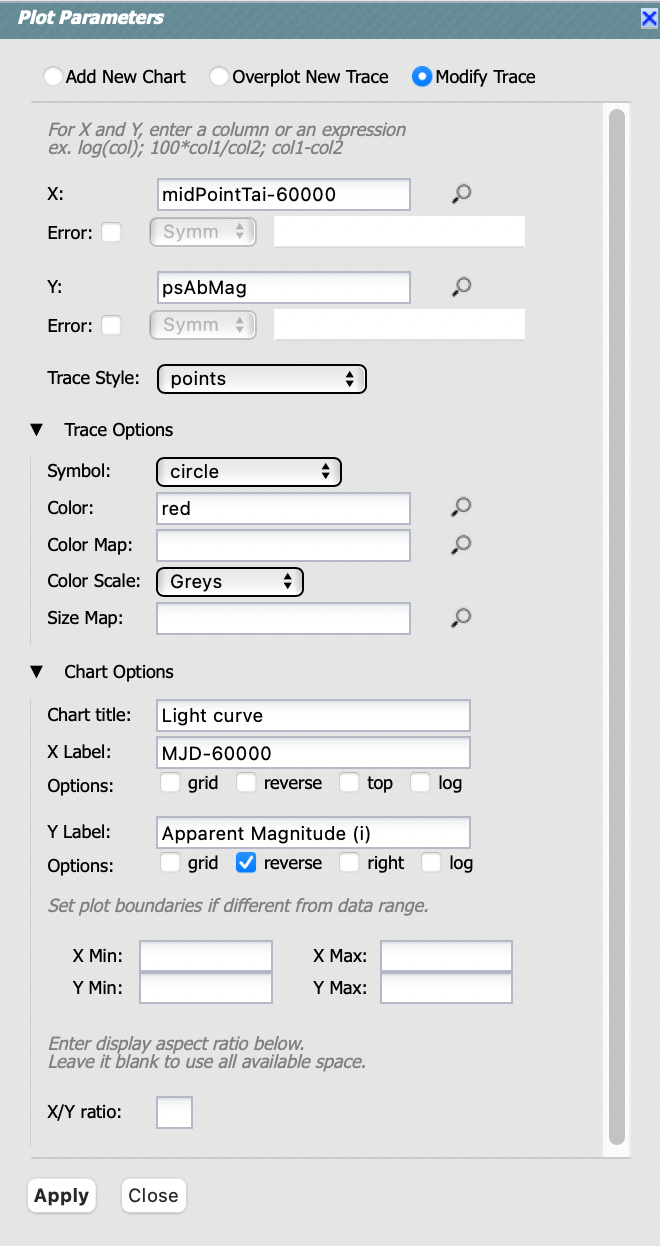 Plot Parameters
Add New Chart Overplot New Trace Modify Trace
For X and Y, enter a column or an expression
ex. log(col); 100*col1/col2; col1-col2
X: midPointTai-60000
Error: Symm
Y: psAbMag
Error: Symm
Trace Style: points
Trace Options
Symbol: circle
Color: red
Color Map:
Color Scale: Greys
Size Map:
Chart Options
Chart title: Light curve
X Label: MJD-60000
Options: grid reverse top log
Y Label: Apparent Magnitude (i)
Options: grid reverse right log
Set plot boundaries if different from data range.
X Min: X Max:
Y Min: Y Max:
Enter display aspect ratio below.
Leave it blank to use all available space.
X/Y ratio:
Apply Close